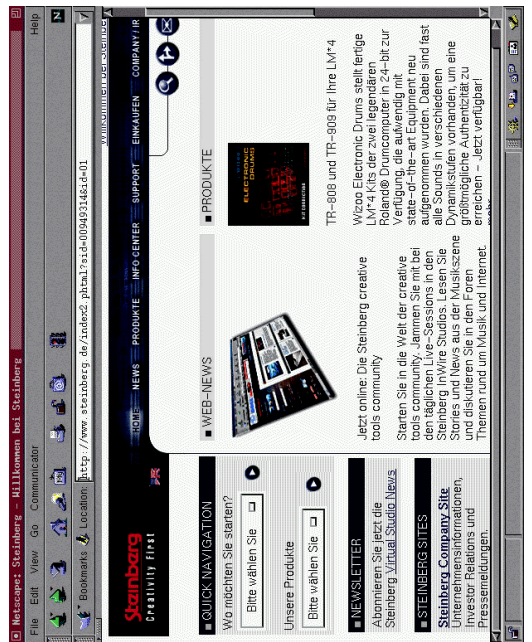 Netscape: Steinberg - Willkommen bei Steinberg
File Edit View Go Communicator Help
Bookmarks Location: http://www.steinberg.de/index2.phtml?sid=00949314&id=01
Willkommen bei Steinber
Steinberg
Creativity First
HOME NEWS PRODUKTE INFO CENTER SUPPORT EINKAUFEN COMPANY/IR
QUICK NAVIGATION
Wo möchten Sie starten?
Bitte wählen Sie
Unsere Produkte
Bitte wählen Sie
NEWSLETTER
Abonnieren Sie jetzt die
Steinberg Virtual Studio News
STEINBERG SITES
Steinberg Company Site
Unternehmensinformationen,
Investor Relations und
Pressemeldungen.
WEB-NEWS
Jetzt online: Die Steinberg creative
tools community
Starten Sie in die Welt der creative
tools community. Jammen Sie mit bei
den täglichen Live-Sessions in den
Steinberg InWire Studios. Lesen Sie
Stories und News aus der Musikszene
und diskutieren Sie in den Foren
Themen rund um Musik und Internet.
PRODUKTE
ELECTRONIC
DRUMS
TR-808 und TR-909 für Ihre LM*4
Wizoo Electronic Drums stellt fertige
LM*4 Kits der zwei legendären
Roland® Drumcomputer in 24-bit zur
Verfügung, die aufwendig mit
state-of-the-art Equipment neu
aufgenommen wurden. Dabei sind fast
alle Sounds in verschiedenen
Dynamikstufen vorhanden, um eine
größtmögliche Authentizität zu
erreichen - Jetzt verfügbar!